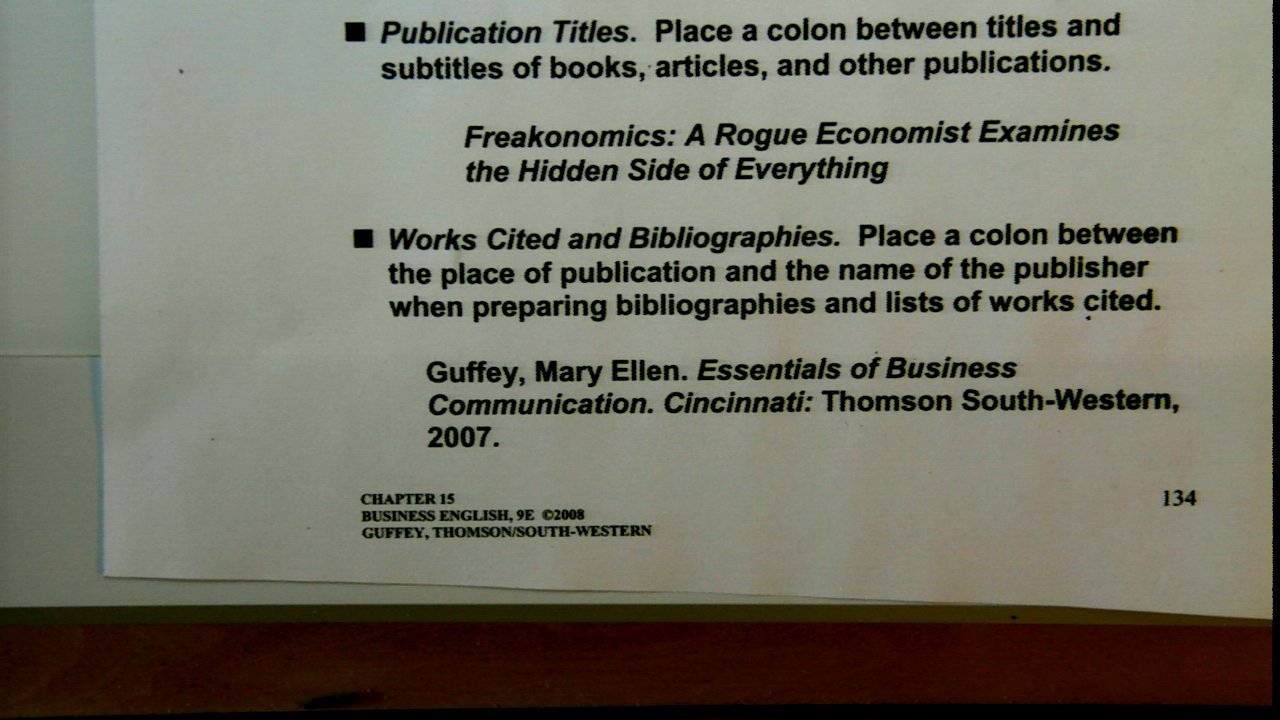 ■ Publication Titles. Place a colon between titles and
subtitles of books, articles, and other publications.
Freakonomics: A Rogue Economist Examines
the Hidden Side of Everything
■ Works Cited and Bibliographies. Place a colon between
the place of publication and the name of the publisher
when preparing bibliographies and lists of works cited.
Guffey, Mary Ellen. Essentials of Business
Communication. Cincinnati: Thomson South-Western,
2007.
CHAPTER 15
BUSINESS ENGLISH, 9E ©2008
GUFFEY, THOMSON/SOUTH-WESTERN
134